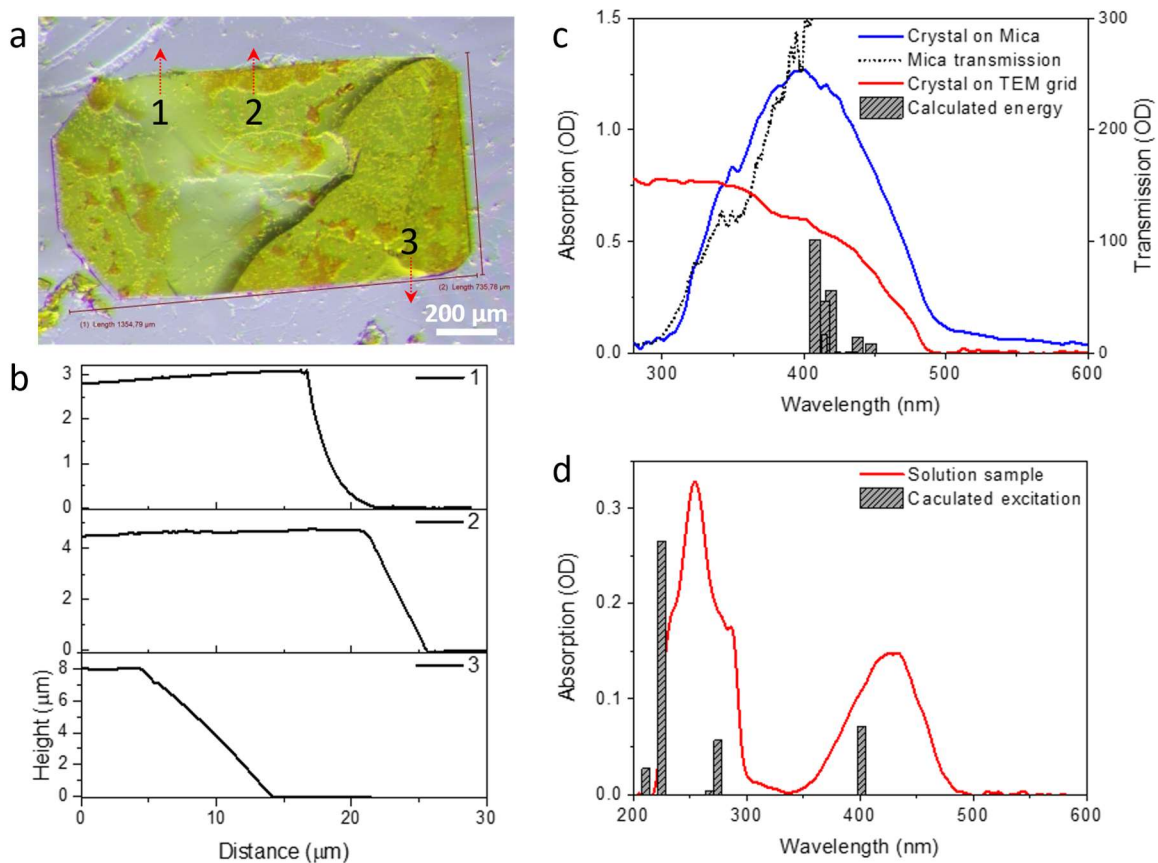 a
1
2
3
(1) Length 1354,79 µm
(2) Length 735,78 µm
200 µm
b
3
2
1
0
1
4
2
0
2
8
6
4
2
0
3
0
10
20
30
Height (µm)
Distance (µm)
c
1.5
1.0
0.5
0.0
300
200
100
0
300
400
500
600
Crystal on Mica
Mica transmission
Crystal on TEM grid
Calculated energy
Absorption (OD)
Transmission (OD)
Wavelength (nm)
d
0.3
0.2
0.1
0.0
200
300
400
500
600
Solution sample
Caculated excitation
Absorption (OD)
Wavelength (nm)